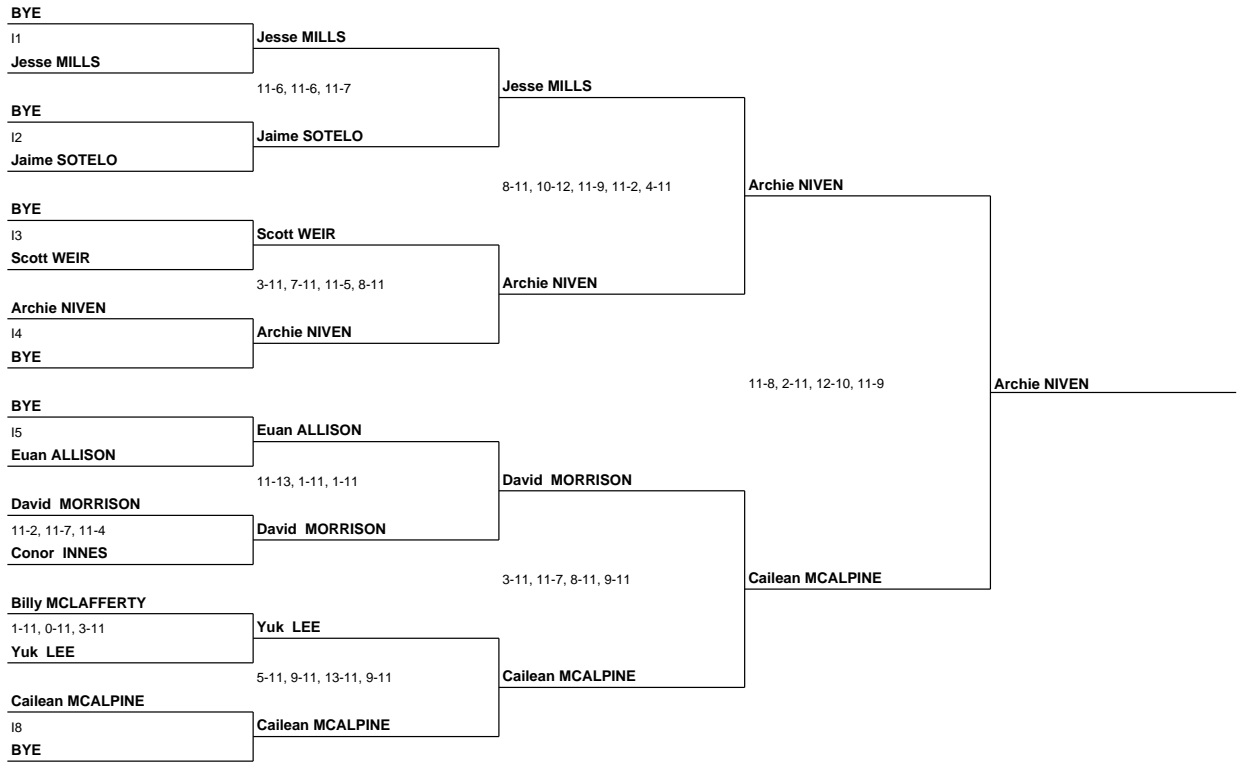 BYE
I1
Jesse MILLS
BYE
I2
Jaime SOTELO
BYE
I3
Scott WEIR
Archie NIVEN
I4
BYE
BYE
I5
Euan ALLISON
David MORRISON
11-2, 11-7, 11-4
Conor INNES
Billy MCLAFFERTY
1-11, 0-11, 3-11
Yuk LEE
Cailean MCALPINE
I8
BYE
Jesse MILLS
11-6, 11-6, 11-7
Jaime SOTELO
Scott WEIR
3-11, 7-11, 11-5, 8-11
Archie NIVEN
Euan ALLISON
11-13, 1-11, 1-11
David MORRISON
Yuk LEE
5-11, 9-11, 13-11, 9-11
Cailean MCALPINE
Jesse MILLS
8-11, 10-12, 11-9, 11-2, 4-11
Archie NIVEN
David MORRISON
3-11, 11-7, 8-11, 9-11
Cailean MCALPINE
Archie NIVEN
11-8, 2-11, 12-10, 11-9
Cailean MCALPINE
Archie NIVEN